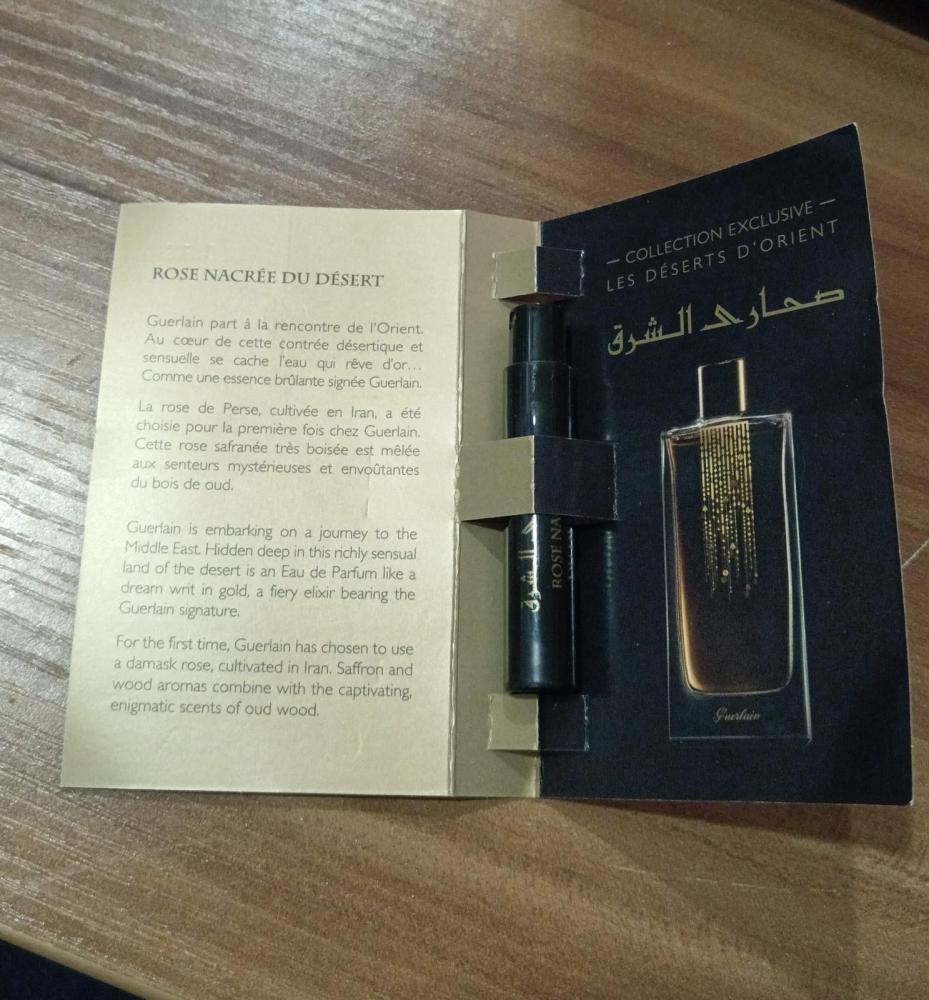 ROSE NACRÉE DU DÉSERT
Guerlain part à la rencontre de l'Orient.
Au cœur de cette contrée désertique et
sensuelle se cache l'eau qui rêve d'or...
Comme une essence brûlante signée Guerlain.
La rose de Perse, cultivée en Iran, a été
choisie pour la première fois chez Guerlain.
Cette rose safranée très boisée est mêlée
aux senteurs mystérieuses et envoûtantes
du bois de oud.
Guerlain is embarking on a journey to the
Middle East. Hidden deep in this richly sensual
land of the desert is an Eau de Parfum like a
dream writ in gold, a fiery elixir bearing the
Guerlain signature.
For the first time, Guerlain has chosen to use
a damask rose, cultivated in Iran. Saffron and
wood aromas combine with the captivating,
enigmatic scents of oud wood.
الشرق
ROSE NA
— COLLECTION EXCLUSIVE —
LES DÉSERTS D'ORIENT
صحارى الشرق
Guerlain